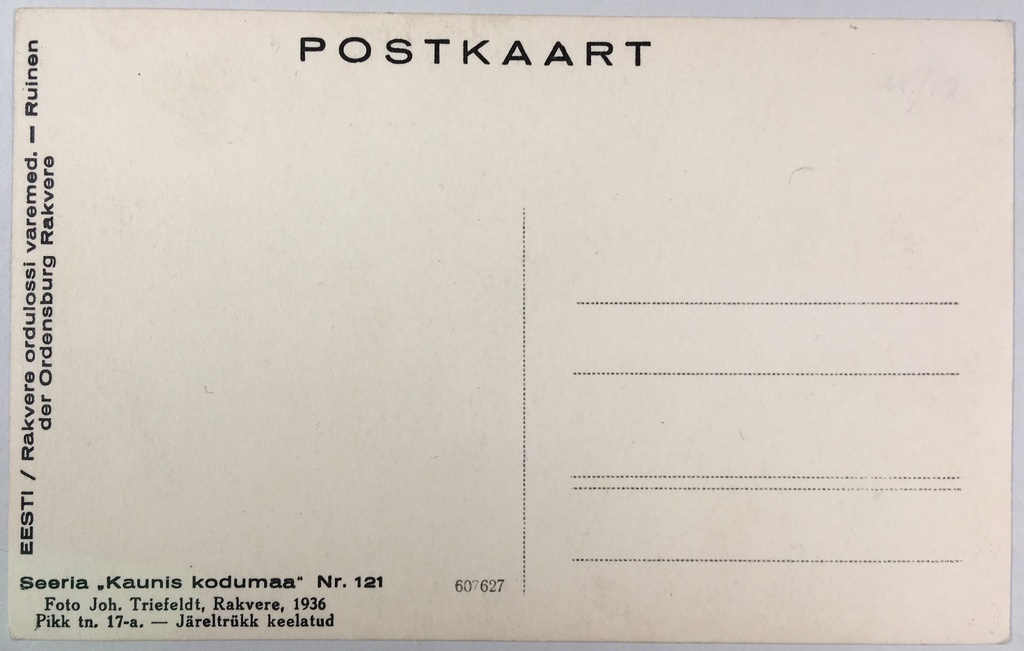 POSTKAART
EESTI / Rakvere ordulossi varemed. — Ruinen
der Ordensburg Rakvere
Seeria „Kaunis kodumaa" Nr. 121
Foto Joh. Triefeldt, Rakvere, 1936
Pikk tn. 17-a. — Järeltrükk keelatud
607627